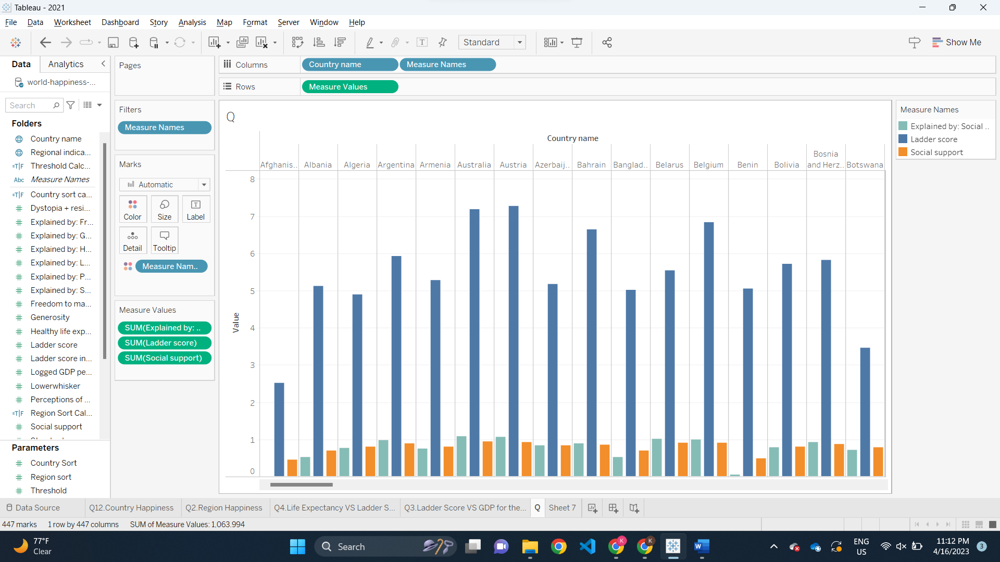 Tableau - 2021
File Data Worksheet Dashboard Story Analysis Map Format Server Window Help
Standard
Show Me
Data Analytics
world-happiness-...
Search
Folders
Country name
Regional indica...
=T|F Threshold Calc...
Abc Measure Names
=T|F Country sort ca...
Dystopia + resi...
Explained by: Fr...
Explained by: G...
Explained by: H...
Explained by: L...
Explained by: P...
Explained by: S...
Freedom to ma...
Generosity
Healthy life exp...
Ladder score
Ladder score in...
Logged GDP pe...
Lowerwhisker
Perceptions of ...
=T|F Region Sort Cal...
Social support
Parameters
Country Sort
Region sort
Threshold
Pages
Filters
Measure Names
Marks
Automatic
Color Size Label
Detail Tooltip
Measure Nam..
Measure Values
SUM(Explained by: ..
SUM(Ladder score)
SUM(Social support)
Columns Country name Measure Names
Rows Measure Values
Q
Country name
Afghanis.. Albania Algeria Argentina Armenia Australia Austria Azerbaij.. Bahrain Banglad.. Belarus Belgium Benin Bolivia Bosnia and Herz.. Botswana
Value
8
7
6
5
4
3
2
1
0
Measure Names
Explained by: Social ..
Ladder score
Social support
Data Source Q12.Country Happiness Q2.Region Happiness Q4.Life Expectancy VS Ladder S... Q3.Ladder Score VS GDP for the... Q Sheet 7
447 marks 1 row by 447 columns SUM of Measure Values: 1,063.994
77°F
Clear
Search
K
K
W
ENG
US
11:12 PM
4/16/2023
3